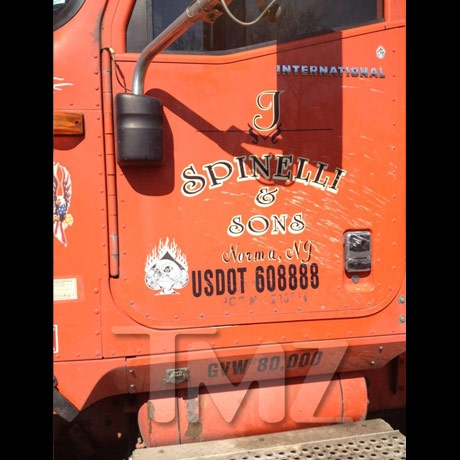 INTERNATIONAL
J
SPINELLI
&
SONS
Norma, NJ
USDOT 608888
GVW 80,000
TMZ